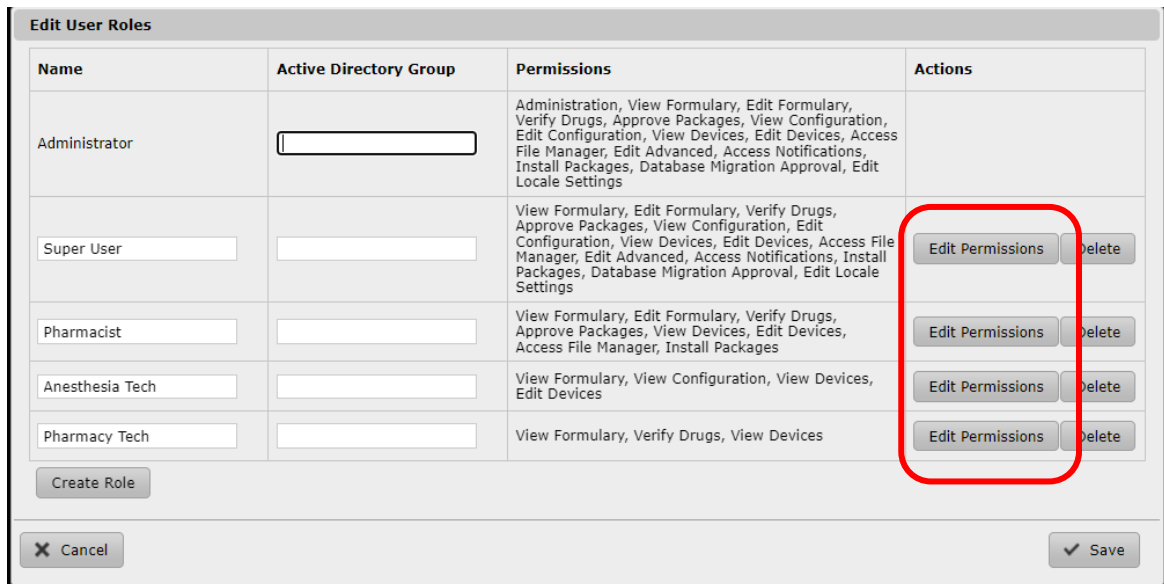 Edit User Roles
Name Active Directory Group Permissions Actions
Administrator
Administration, View Formulary, Edit Formulary,
Verify Drugs, Approve Packages, View Configuration,
Edit Configuration, View Devices, Edit Devices, Access
File Manager, Edit Advanced, Access Notifications,
Install Packages, Database Migration Approval, Edit
Locale Settings
Super User
View Formulary, Edit Formulary, Verify Drugs,
Approve Packages, View Configuration, Edit
Configuration, View Devices, Edit Devices, Access File
Manager, Edit Advanced, Access Notifications, Install
Packages, Database Migration Approval, Edit Locale
Settings
Edit Permissions Delete
Pharmacist
View Formulary, Edit Formulary, Verify Drugs,
Approve Packages, View Devices, Edit Devices,
Access File Manager, Install Packages
Edit Permissions Delete
Anesthesia Tech
View Formulary, View Configuration, View Devices,
Edit Devices
Edit Permissions Delete
Pharmacy Tech
View Formulary, Verify Drugs, View Devices
Edit Permissions Delete
Create Role
Cancel Save